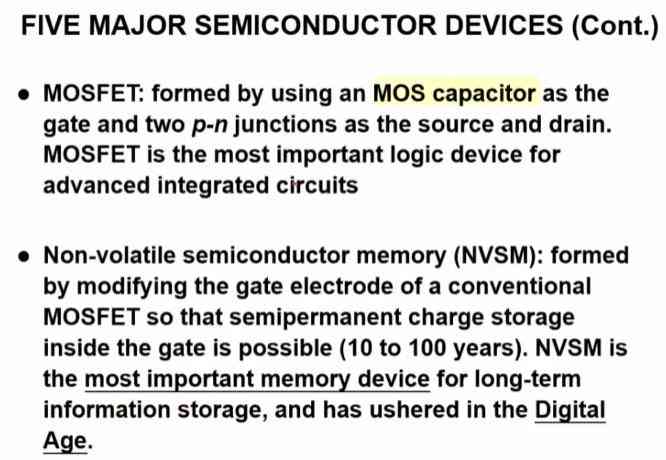 FIVE MAJOR SEMICONDUCTOR DEVICES (Cont.)
● MOSFET: formed by using an MOS capacitor as the
gate and two p-n junctions as the source and drain.
MOSFET is the most important logic device for
advanced integrated circuits
● Non-volatile semiconductor memory (NVSM): formed
by modifying the gate electrode of a conventional
MOSFET so that semipermanent charge storage
inside the gate is possible (10 to 100 years). NVSM is
the most important memory device for long-term
information storage, and has ushered in the Digital
Age.